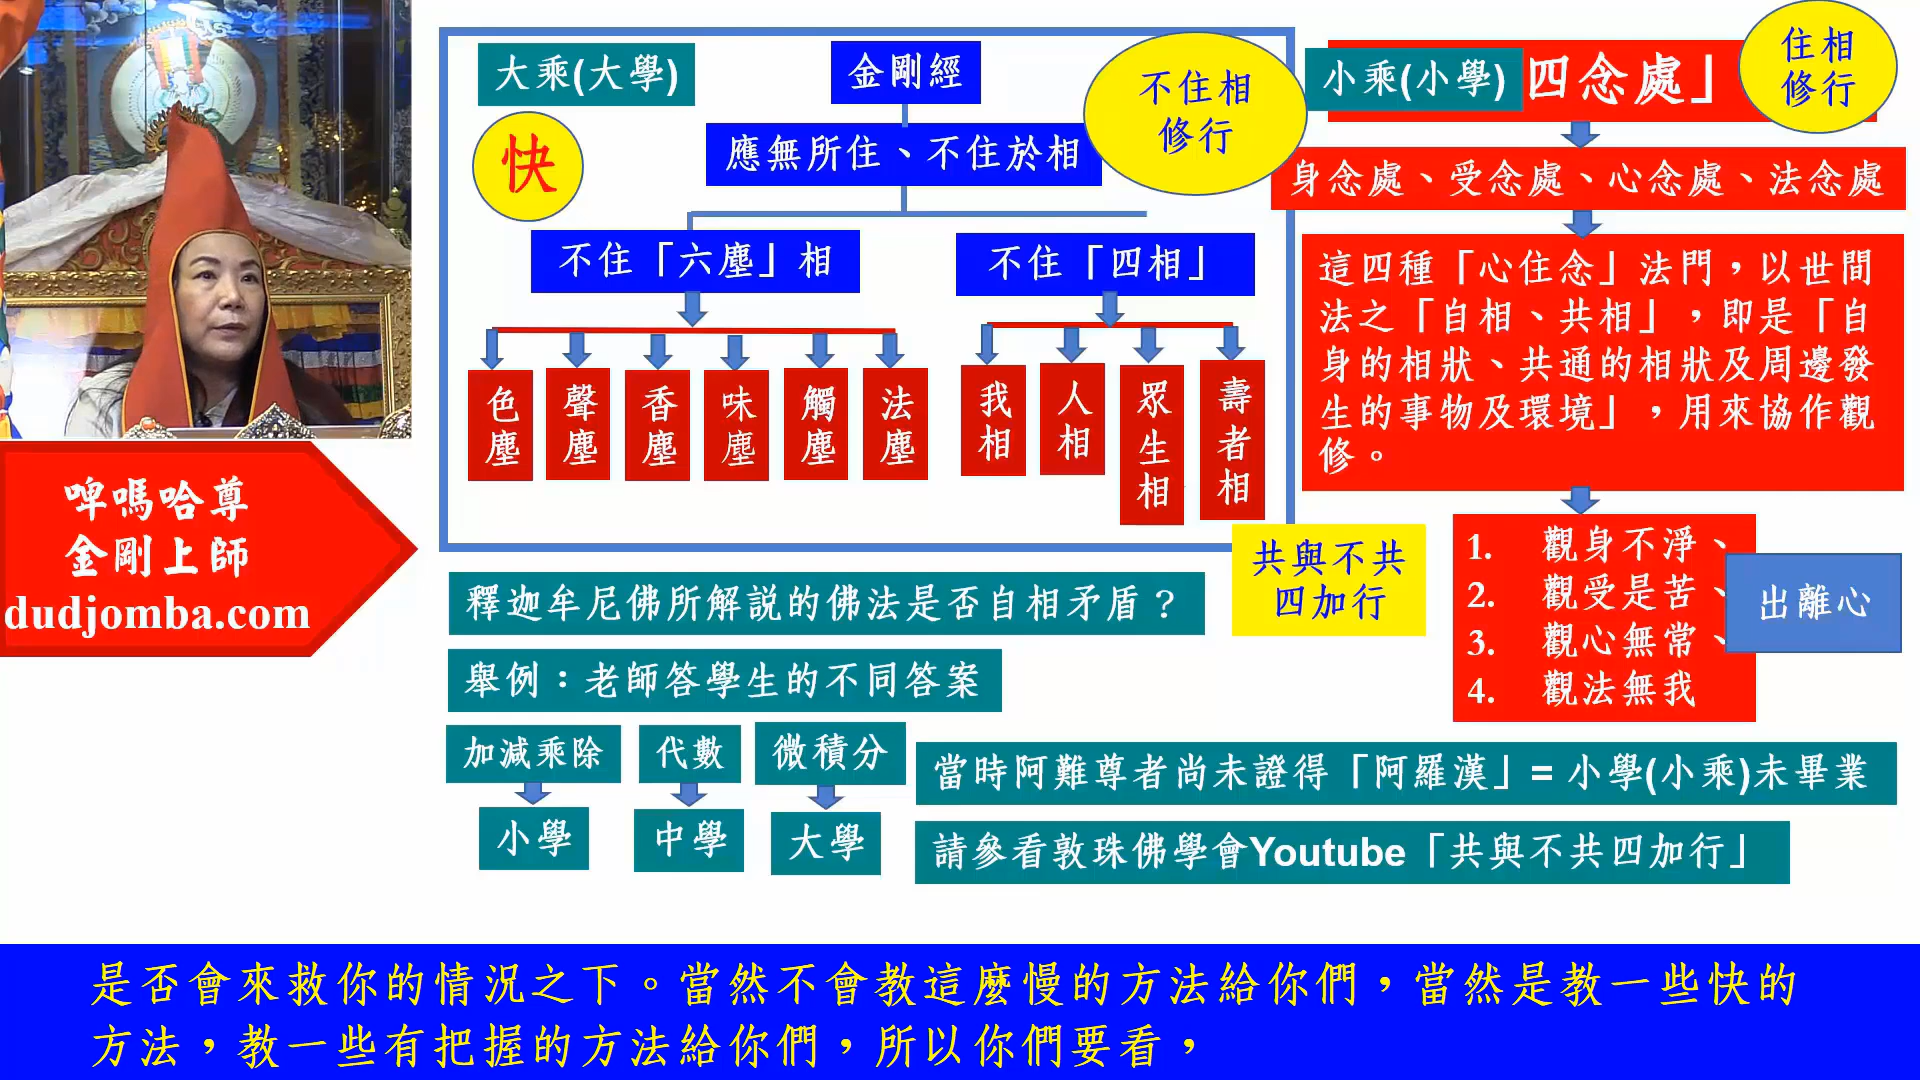 大乘(大學)
金剛經
不住相
修行
快
應無所住、不住於相
不住「六塵」相
不住「四相」
色塵
聲塵
香塵
味塵
觸塵
法塵
我相
人相
眾生相
壽者相
小乘(小學)
四念處」
住相
修行
身念處、受念處、心念處、法念處
這四種「心住念」法門，以世間
法之「自相、共相」，即是「自
身的相狀、共通的相狀及周邊發
生的事物及環境」，用來協作觀
修。
1. 觀身不淨、
2. 觀受是苦、
3. 觀心無常、
4. 觀法無我
出離心
共與不共
四加行
啤嗎哈尊
金剛上師
dudjomba.com
釋迦牟尼佛所解說的佛法是否自相矛盾？
舉例：老師答學生的不同答案
加減乘除
代數
微積分
小學
中學
大學
當時阿難尊者尚未證得「阿羅漢」= 小學(小乘)未畢業
請參看敦珠佛學會Youtube「共與不共四加行」
是否會來救你的情況之下。當然不會教這麼慢的方法給你們，當然是教一些快的
方法，教一些有把握的方法給你們，所以你們要看，